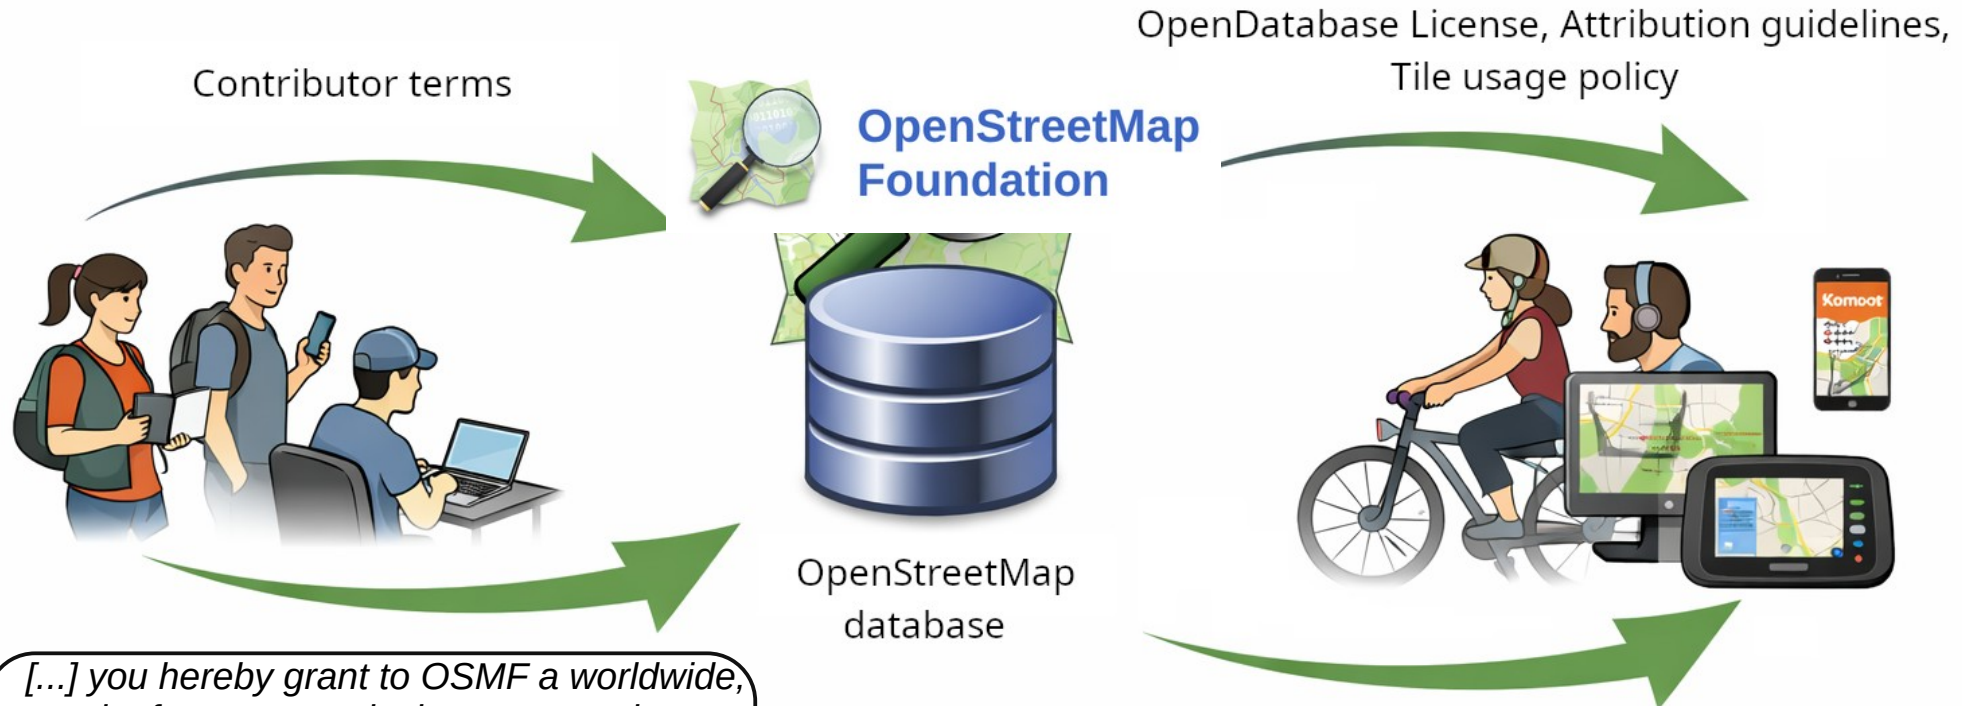 OpenDatabase License, Attribution guidelines,
Tile usage policy
Contributor terms
OpenStreetMap
Foundation
Komoot
OpenStreetMap
database
[...] you hereby grant to OSMF a worldwide,